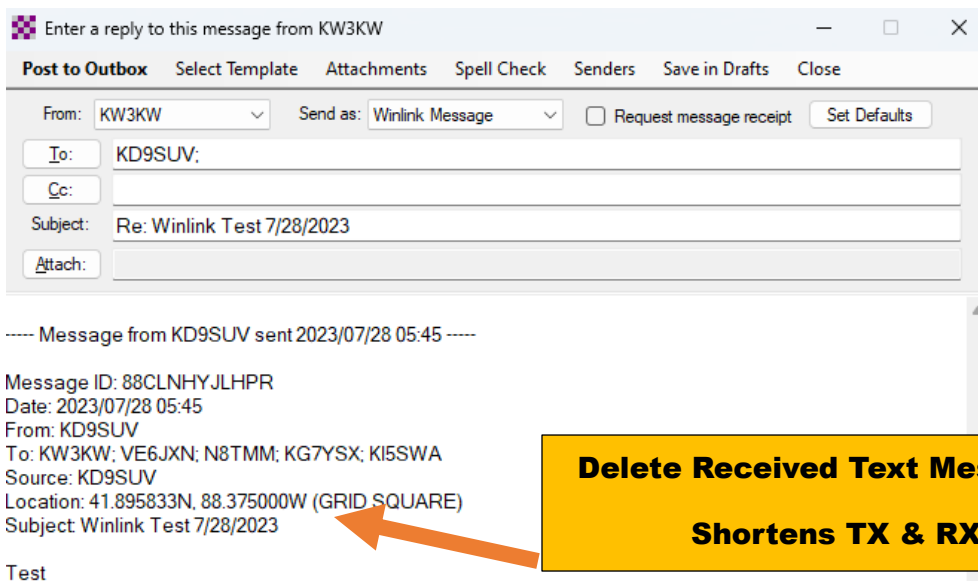 Enter a reply to this message from KW3KW
Post to Outbox Select Template Attachments Spell Check Senders Save in Drafts Close
From: KW3KW Send as: Winlink Message Request message receipt Set Defaults
To: KD9SUV;
Cc:
Subject: Re: Winlink Test 7/28/2023
Attach:
----- Message from KD9SUV sent 2023/07/28 05:45 -----
Message ID: 88CLNHYJLHPR
Date: 2023/07/28 05:45
From: KD9SUV
To: KW3KW; VE6JXN; N8TMM; KG7YSX; KI5SWA
Source: KD9SUV
Location: 41.895833N, 88.375000W (GRID SQUARE)
Subject: Winlink Test 7/28/2023
Test
Delete Received Text
Shortens TX & RX